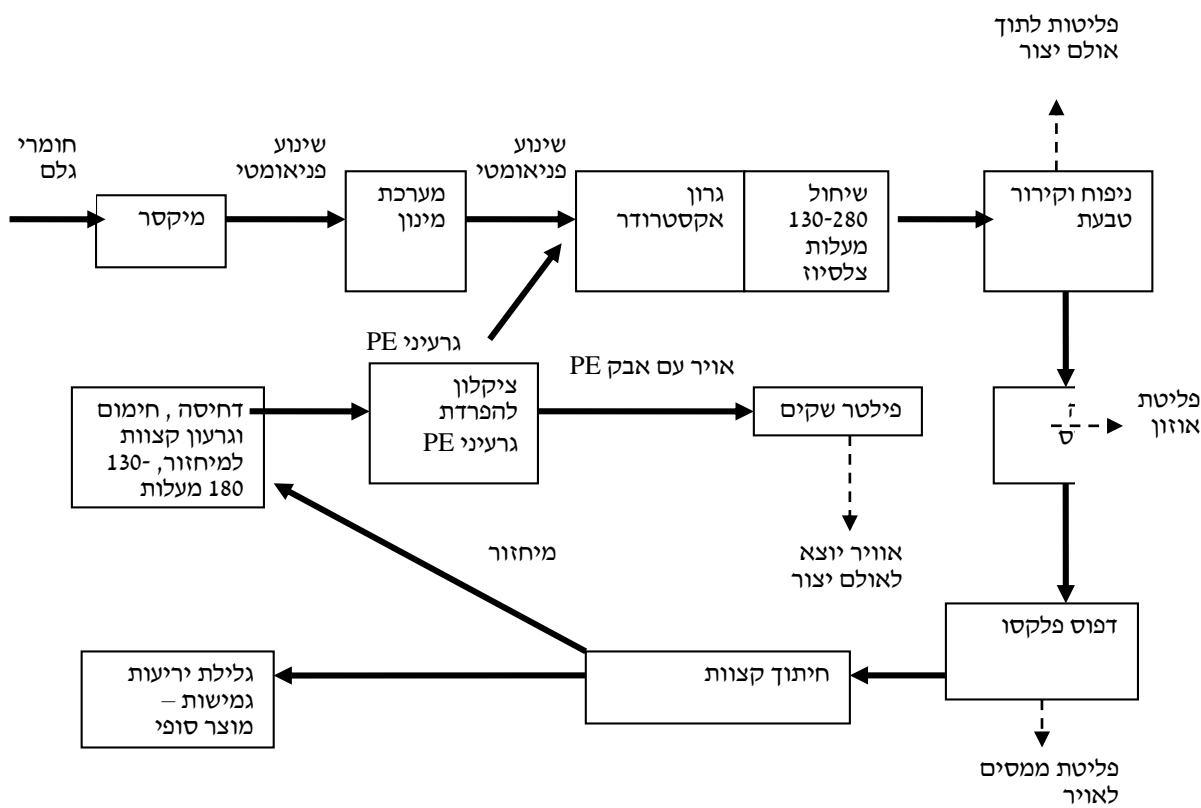 פליטות לתוך
אולם יצור
חומרי
גלם
מיקסר
שינוע
פניאומטי
מערכת
מינון
שינוע
פניאומטי
גרון
אקסטרודר
שיחול
130-280
מעלות
צלסיוז
ניפוח וקירור
טבעת
פליטת
אוזון
גרעיני PE
אויר עם אבק PE
דחיסה , חימום
וגרעון קצוות
למיחזור, 130-
180 מעלות
ציקלון
להפרדת
גרעיני PE
פילטר שקים
אוויר יוצא
לאולם יצור
מיחזור
דפוס פלקסו
חיתוך קצוות
גלילת יריעות
גמישות –
מוצר סופי
פליטת ממסים
לאויר